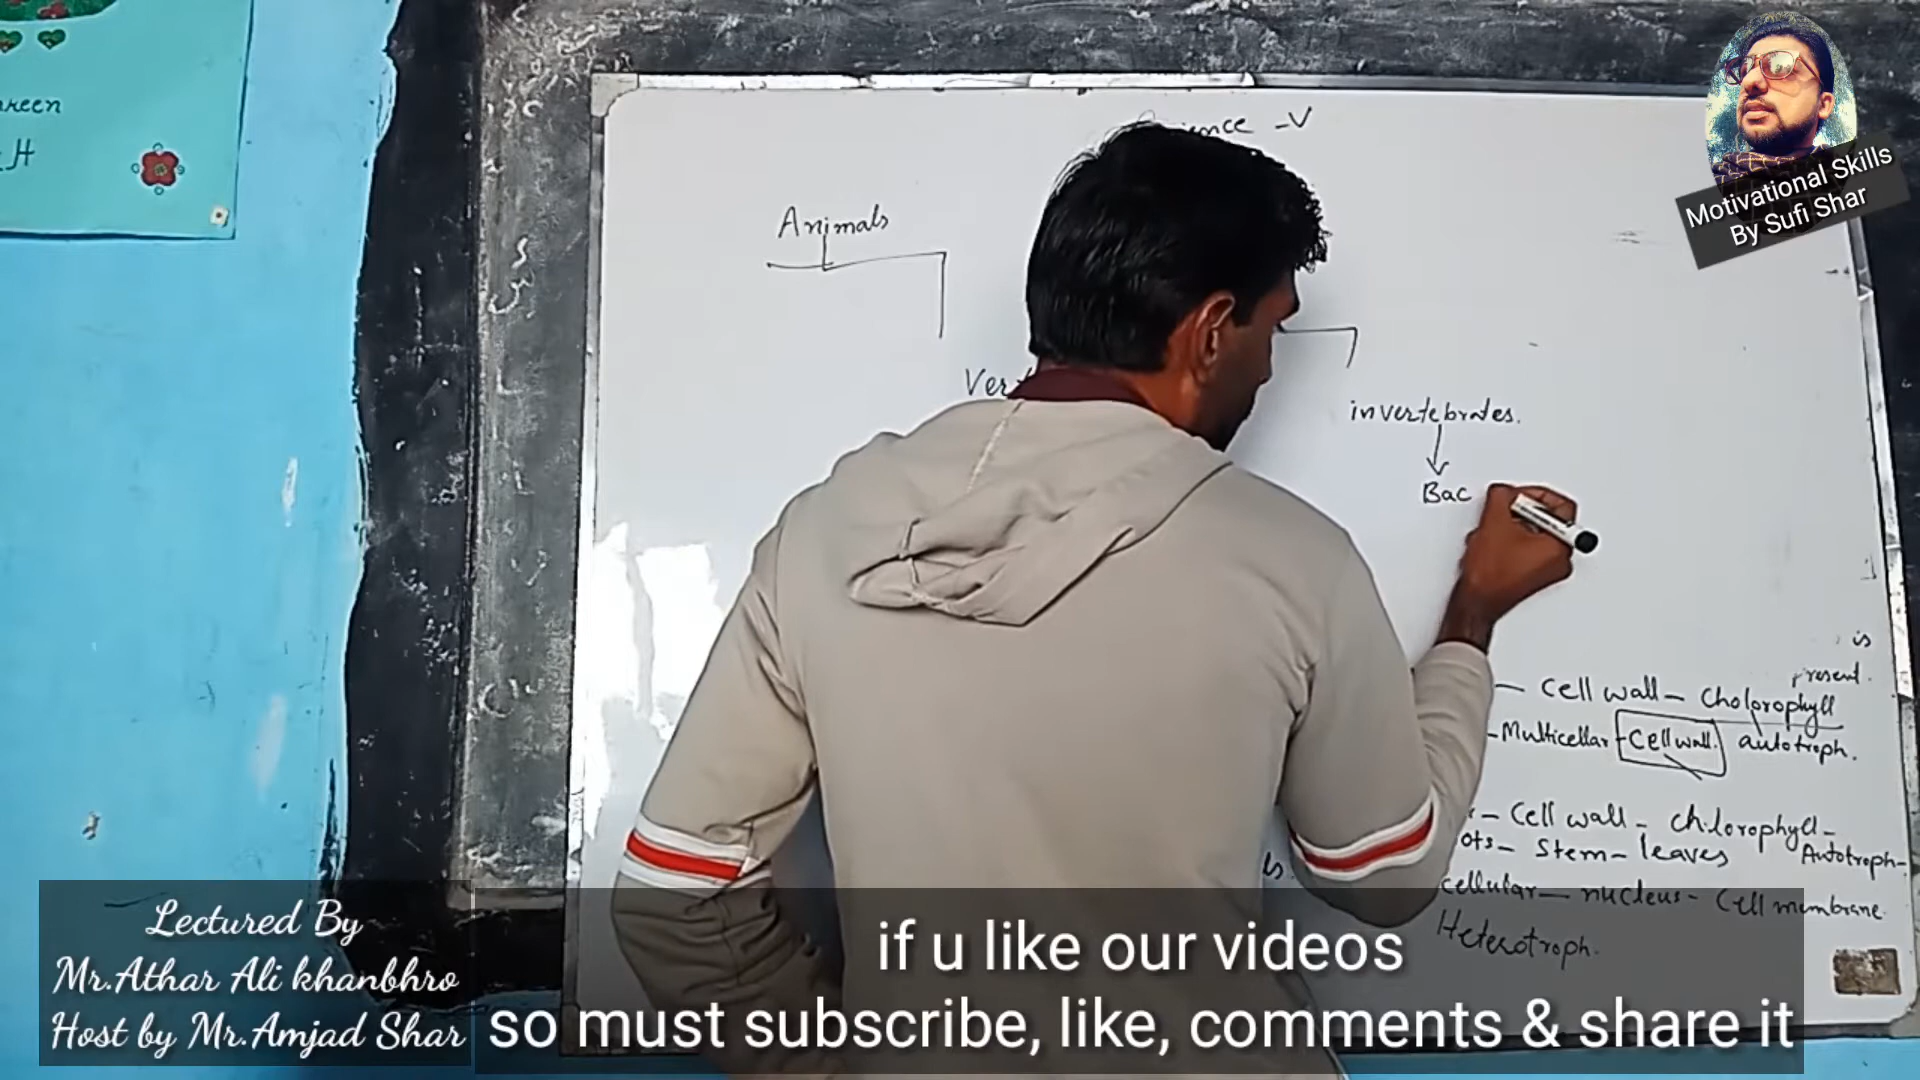 H
Science -V
Animals
invertebrates.
Bac
is
present.
- Cell wall - Cholorophyll
- Multicellar - Cell wall. autotroph.
- Cell wall - chlorophyll -
ots - Stem - leaves Autotroph-
cellular - nucleus - Cell membrane.
Heterotroph.
Motivational Skills
By Sufi Shar
Lectured By
Mr.Athar Ali khanbhro
Host by Mr.Amjad Shar
if u like our videos
so must subscribe, like, comments & share it